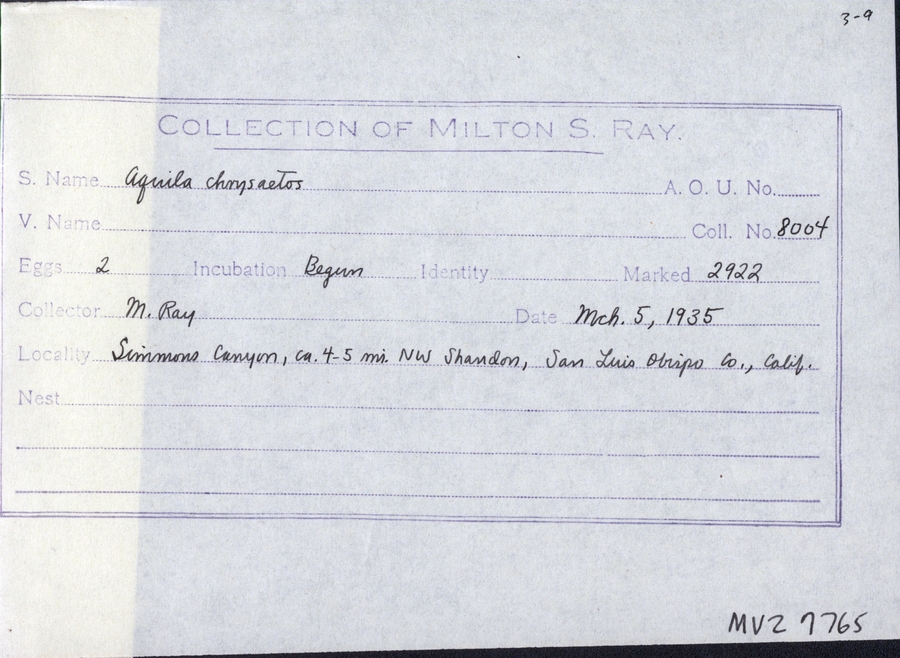 3-9
COLLECTION OF MILTON S. RAY.
S. Name Aquila chrysaetos A. O. U. No.
V. Name Coll. No. 8004
Eggs 2 Incubation Begun Identity Marked 2922
Collector M. Ray Date Mch. 5, 1935
Locality Simmons Canyon, ca. 4-5 mi. NW Shandon, San Luis Obispo Co., Calif.
Nest
MVZ 7765